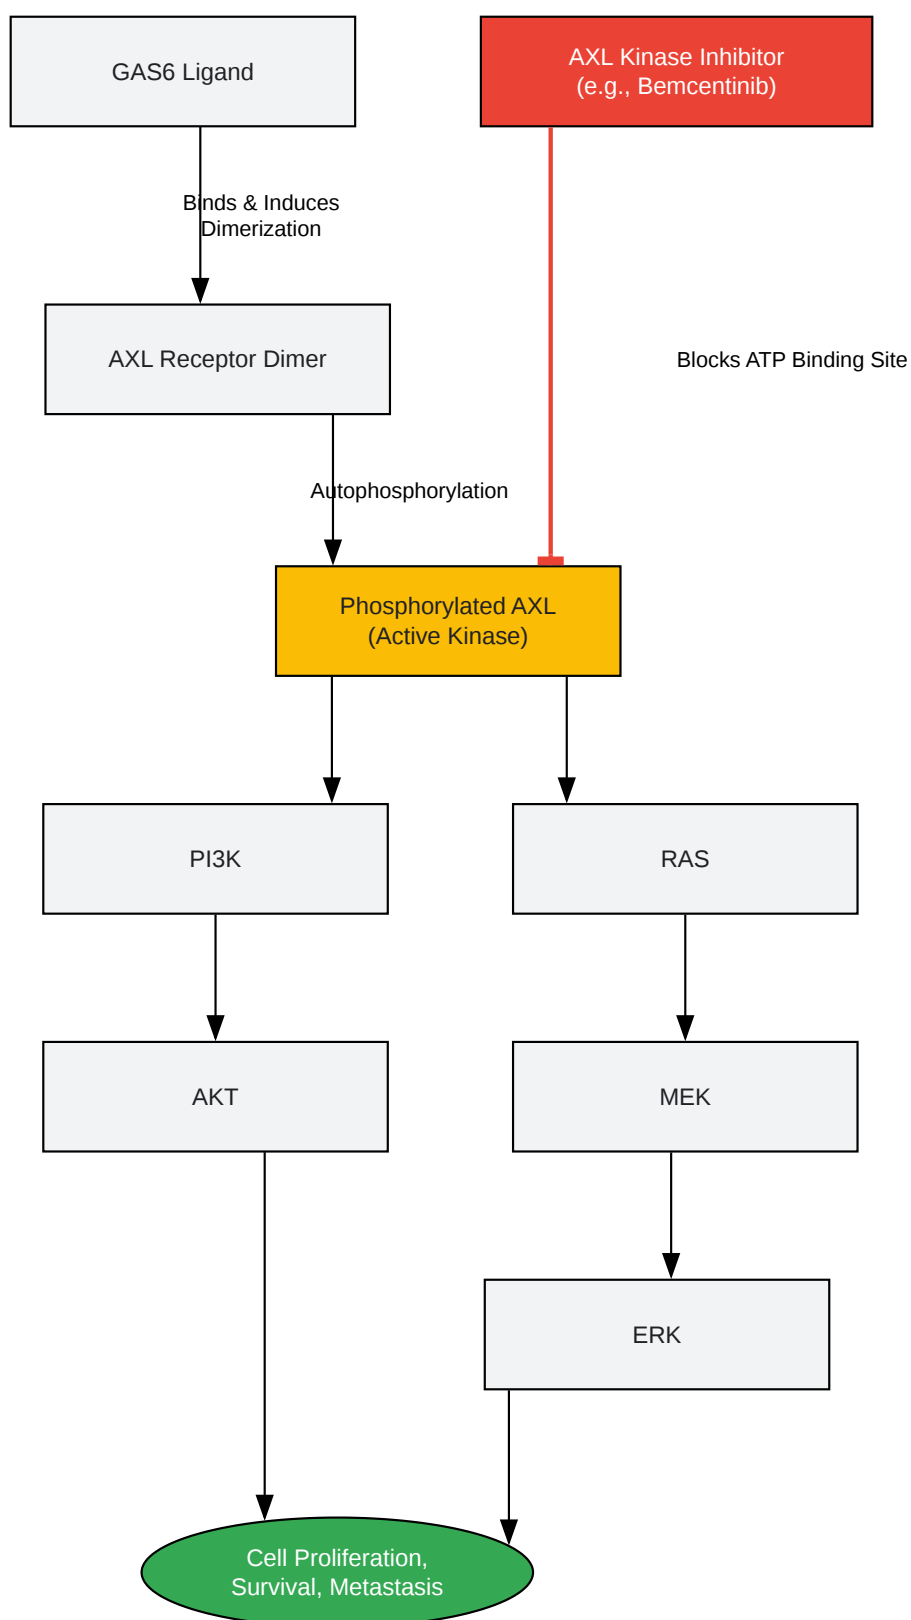 GAS6 Ligand
AXL Kinase Inhibitor
(e.g., Bemcentinib)
Binds & Induces
Dimerization
AXL Receptor Dimer
Blocks ATP Binding Site
Autophosphorylation
Phosphorylated AXL
(Active Kinase)
PI3K
RAS
AKT
MEK
ERK
Cell Proliferation,
Survival, Metastasis